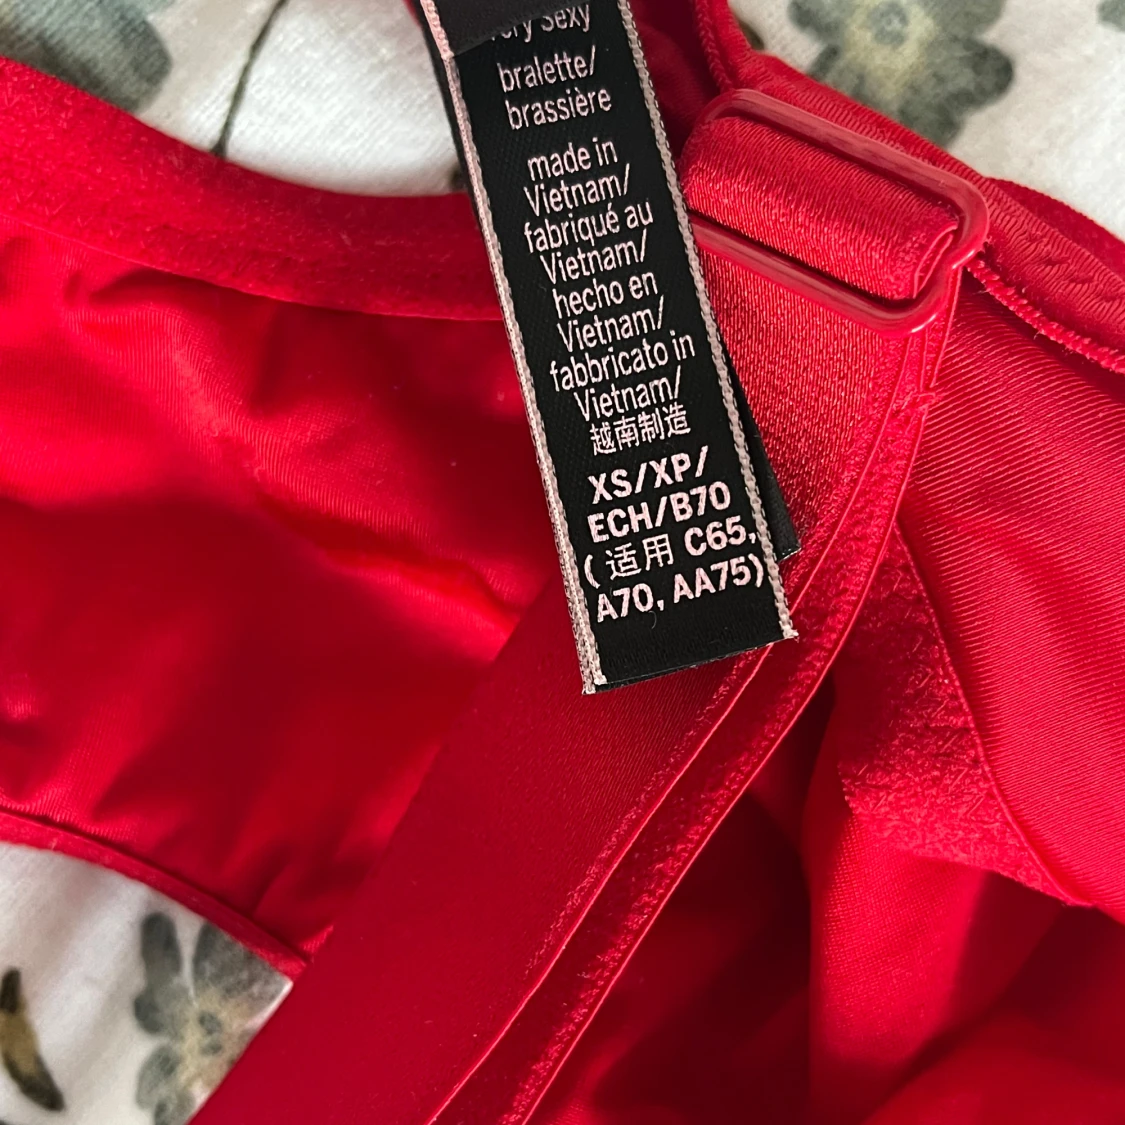 Sexy
bralette/
brassière
made in
Vietnam/
fabriqué au
Vietnam/
hecho en
Vietnam/
fabbricato in
Vietnam/
越南制造
XS/XP/
ECH/B70
(适用 C65,
A70, AA75)